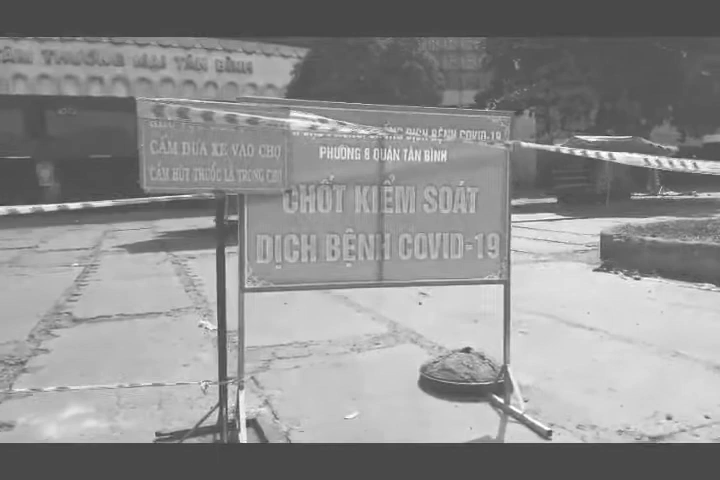 TÂM THƯƠNG MẠI TÂN BÌNH
CẤM ĐƯA XE VÀO CHỢ
CẤM HÚT THUỐC LÁ TRONG CHỢ
DỊCH BỆNH COVID-19
PHƯỜNG 8 QUẬN TÂN BÌNH
CHỐT KIỂM SOÁT
DỊCH BỆNH COVID-19